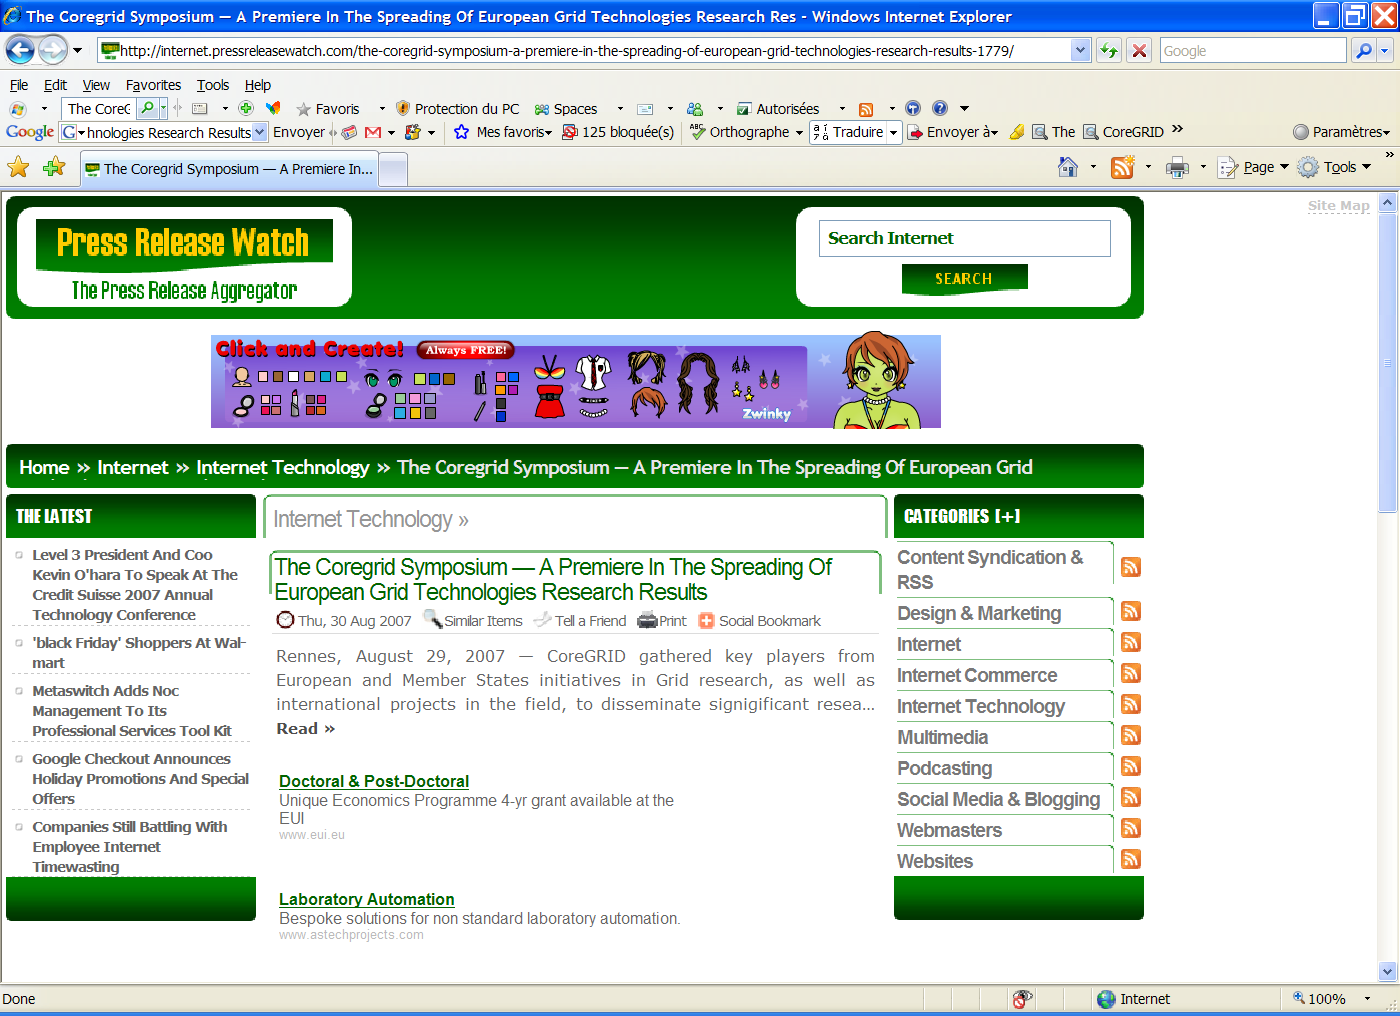 The Coregrid Symposium — A Premiere In The Spreading Of European Grid Technologies Research Res - Windows Internet Explorer
http://internet.pressreleasewatch.com/the-coregrid-symposium-a-premiere-in-the-spreading-of-european-grid-technologies-research-results-1779/
Google
File Edit View Favorites Tools Help
The CoreG Favoris Protection du PC Spaces Autorisées
Google G hnologies Research Results Envoyer Mes favoris 125 bloquée(s) ABC Orthographe Traduire Envoyer à The CoreGRID » Paramètres
The Coregrid Symposium — A Premiere In... Page Tools »
Site Map
Press Release Watch
The Press Release Aggregator
Search Internet
SEARCH
Click and Create! Always FREE!
Zwinky
Home » Internet » Internet Technology » The Coregrid Symposium — A Premiere In The Spreading Of European Grid
THE LATEST
Level 3 President And Coo
Kevin O'hara To Speak At The
Credit Suisse 2007 Annual
Technology Conference
'black Friday' Shoppers At Wal-
mart
Metaswitch Adds Noc
Management To Its
Professional Services Tool Kit
Google Checkout Announces
Holiday Promotions And Special
Offers
Companies Still Battling With
Employee Internet
Timewasting
Internet Technology »
The Coregrid Symposium — A Premiere In The Spreading Of
European Grid Technologies Research Results
Thu, 30 Aug 2007 Similar Items Tell a Friend Print Social Bookmark
Rennes, August 29, 2007 — CoreGRID gathered key players from
European and Member States initiatives in Grid research, as well as
international projects in the field, to disseminate signigificant resea...
Read »
Doctoral & Post-Doctoral
Unique Economics Programme 4-yr grant available at the
EUI
www.eui.eu
Laboratory Automation
Bespoke solutions for non standard laboratory automation.
www.astechprojects.com
CATEGORIES [+]
Content Syndication &
RSS
Design & Marketing
Internet
Internet Commerce
Internet Technology
Multimedia
Podcasting
Social Media & Blogging
Webmasters
Websites
Done Internet 100%